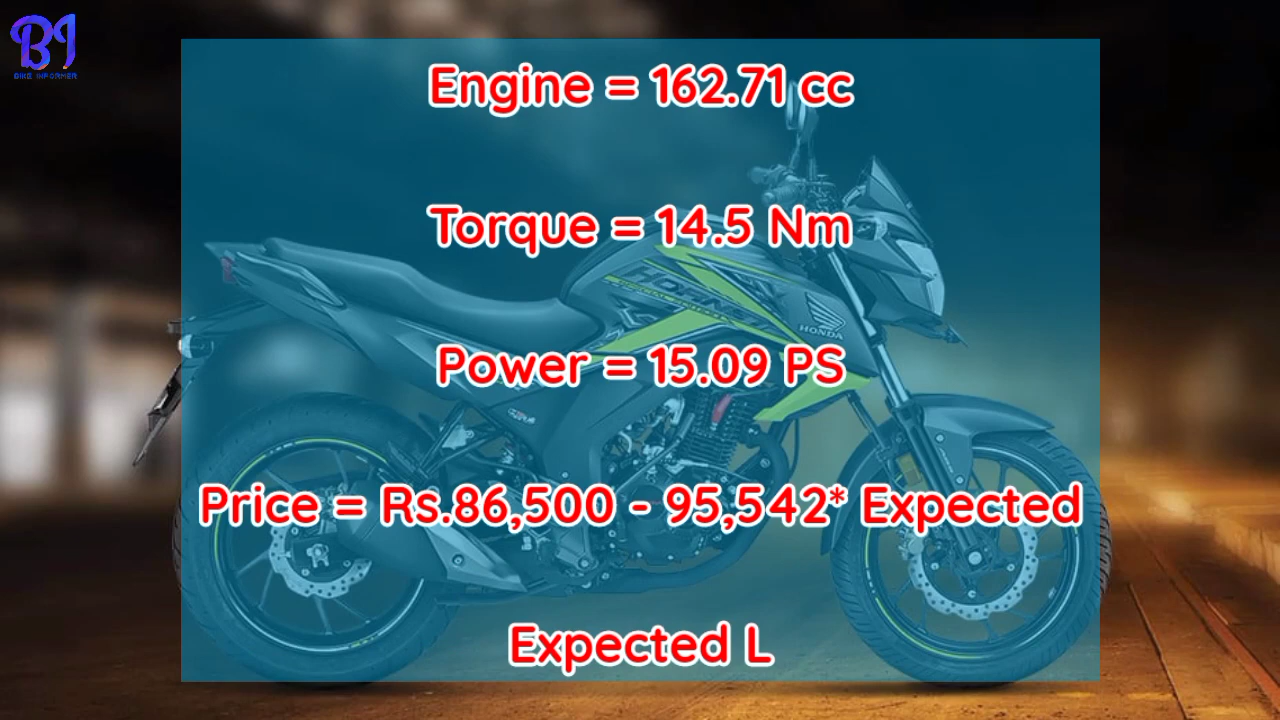 BI
BIKE INFORMER
Engine = 162.71 cc
Torque = 14.5 Nm
HORNET
HONDA
Power = 15.09 PS
Price = Rs.86,500 - 95,542* Expected
Expected L